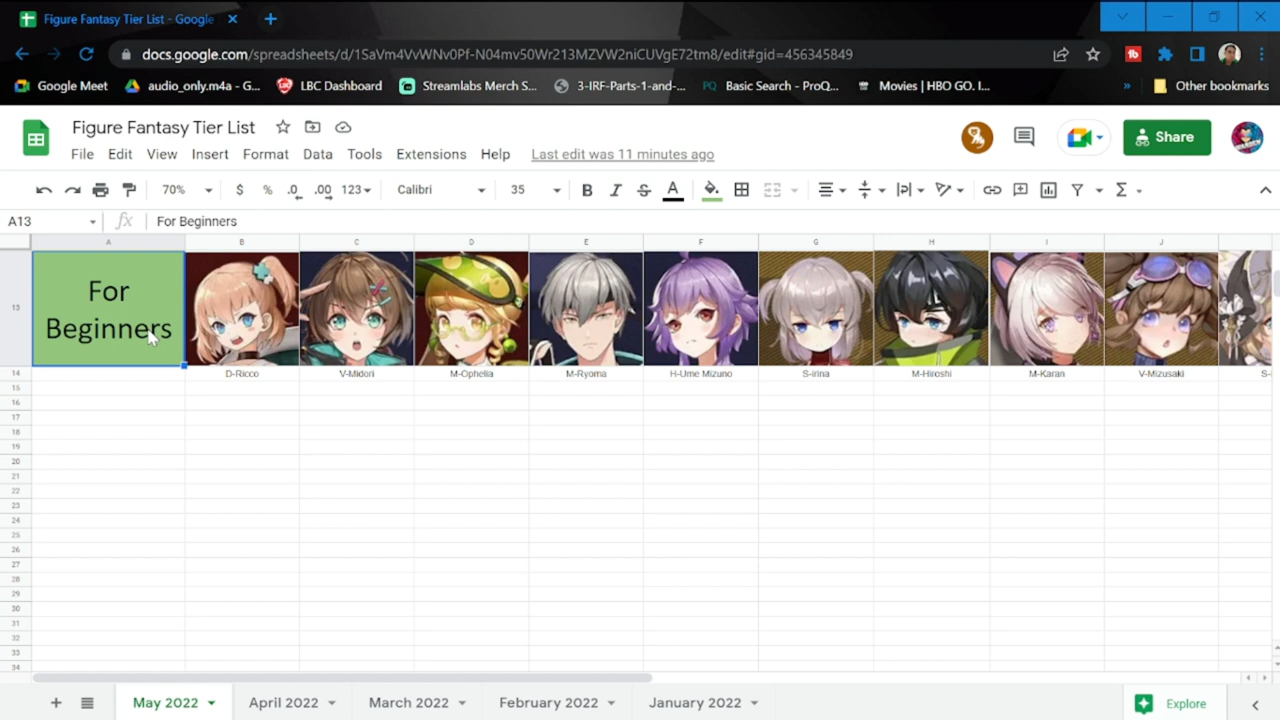 Figure Fantasy Tier List - Google
docs.google.com/spreadsheets/d/1SaVm4VvWNv0Pf-N04mv50Wr213MZVW2niCUVgE72tm8/edit#gid=456345849
Google Meet audio_only.m4a - G... LBC Dashboard Streamlabs Merch S... 3-IRF-Parts-1-and-... PQ Basic Search - ProQ... Movies | HBO GO. I... » Other bookmarks
Figure Fantasy Tier List
Share
File Edit View Insert Format Data Tools Extensions Help Last edit was 11 minutes ago
70% $ % .0 .00 123 Calibri 35 B I S A Σ
A13 fx For Beginners
A B C D E F G H I J
13
For
Beginners
14 D-Ricco V-Midori M-Ophelia M-Ryoma H-Ume Mizuno S-Irina M-Hiroshi M-Karan V-Mizusaki
15
16
17
18
19
20
21
22
23
24
25
26
27
28
29
30
31
32
33
34
May 2022 April 2022 March 2022 February 2022 January 2022 Explore